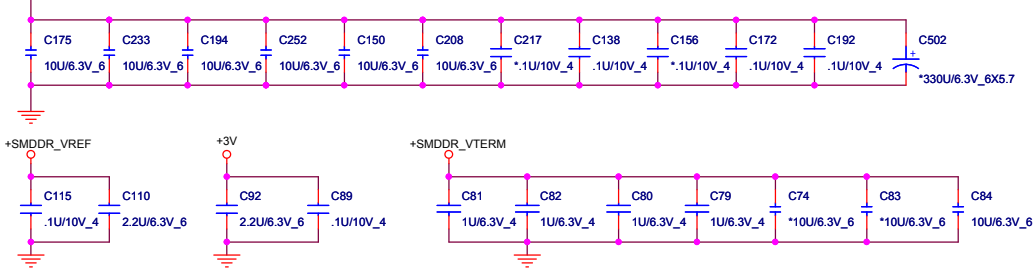 C175 C233 C194 C252 C150 C208 C217 C138 C156 C172 C192 C502
10U/6.3V_6 10U/6.3V_6 10U/6.3V_6 10U/6.3V_6 10U/6.3V_6 10U/6.3V_6 *.1U/10V_4 .1U/10V_4 *.1U/10V_4 .1U/10V_4 .1U/10V_4 + *330U/6.3V_6X5.7
+SMDDR_VREF +3V +SMDDR_VTERM
C115 C110 C92 C89 C81 C82 C80 C79 C74 C83 C84
.1U/10V_4 2.2U/6.3V_6 2.2U/6.3V_6 .1U/10V_4 1U/6.3V_4 1U/6.3V_4 1U/6.3V_4 1U/6.3V_4 *10U/6.3V_6 *10U/6.3V_6 10U/6.3V_6